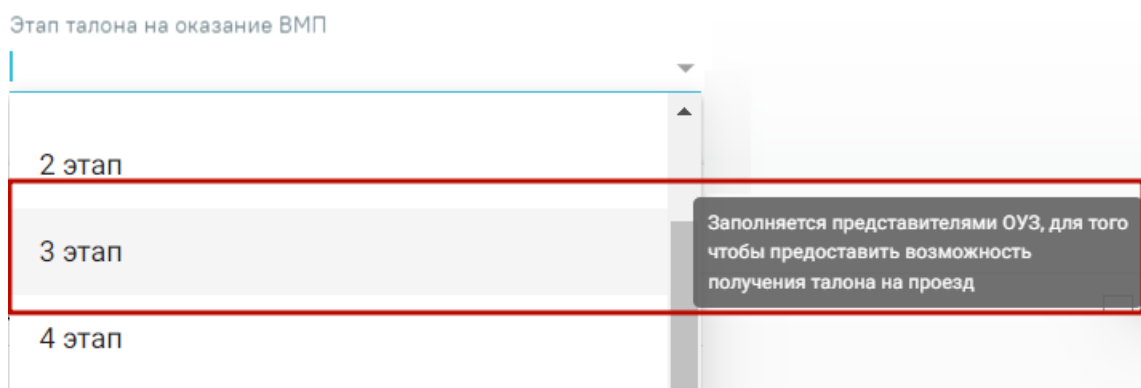 Этап талона на оказание ВМП
2 этап
3 этап
Заполняется представителями ОУЗ, для того
чтобы предоставить возможность
получения талона на проезд
4 этап